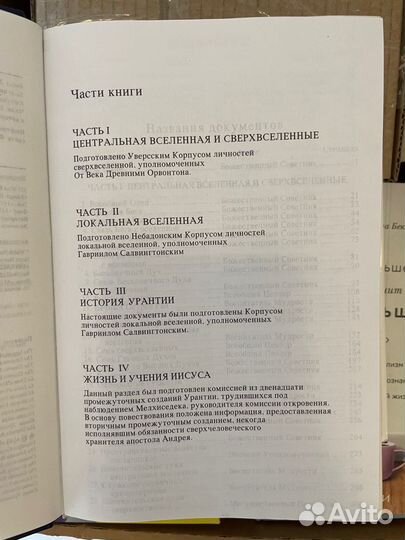 Части книги
ЧАСТЬ I
ЦЕНТРАЛЬНАЯ ВСЕЛЕННАЯ И СВЕРХВСЕЛЕННЫЕ
Подготовлено Уверсским Корпусом личностей
сверхвселенной, уполномоченных
От Века Древними Орвонтона.
ЧАСТЬ II
ЛОКАЛЬНАЯ ВСЕЛЕННАЯ
Подготовлено Небадонским Корпусом личностей
локальной вселенной, уполномоченных
Гавриилом Салвингтонским
ЧАСТЬ III
ИСТОРИЯ УРАНТИИ
Настоящие документы были подготовлены Корпусом
личностей локальной вселенной, уполномоченных
Гавриилом Салвингтонским.
ЧАСТЬ IV
ЖИЗНЬ И УЧЕНИЯ ИИСУСА
Данный раздел был подготовлен комиссией из двенадцати
промежуточных созданий Урантии, трудившихся под
наблюдением Мелхиседека, руководителя комиссии откровения.
В основу повествования положена информация, предоставленная
вторичным промежуточным созданием, некогда
исполнявшим обязанности сверхчеловеческого
хранителя апостола Андрея.
Avito